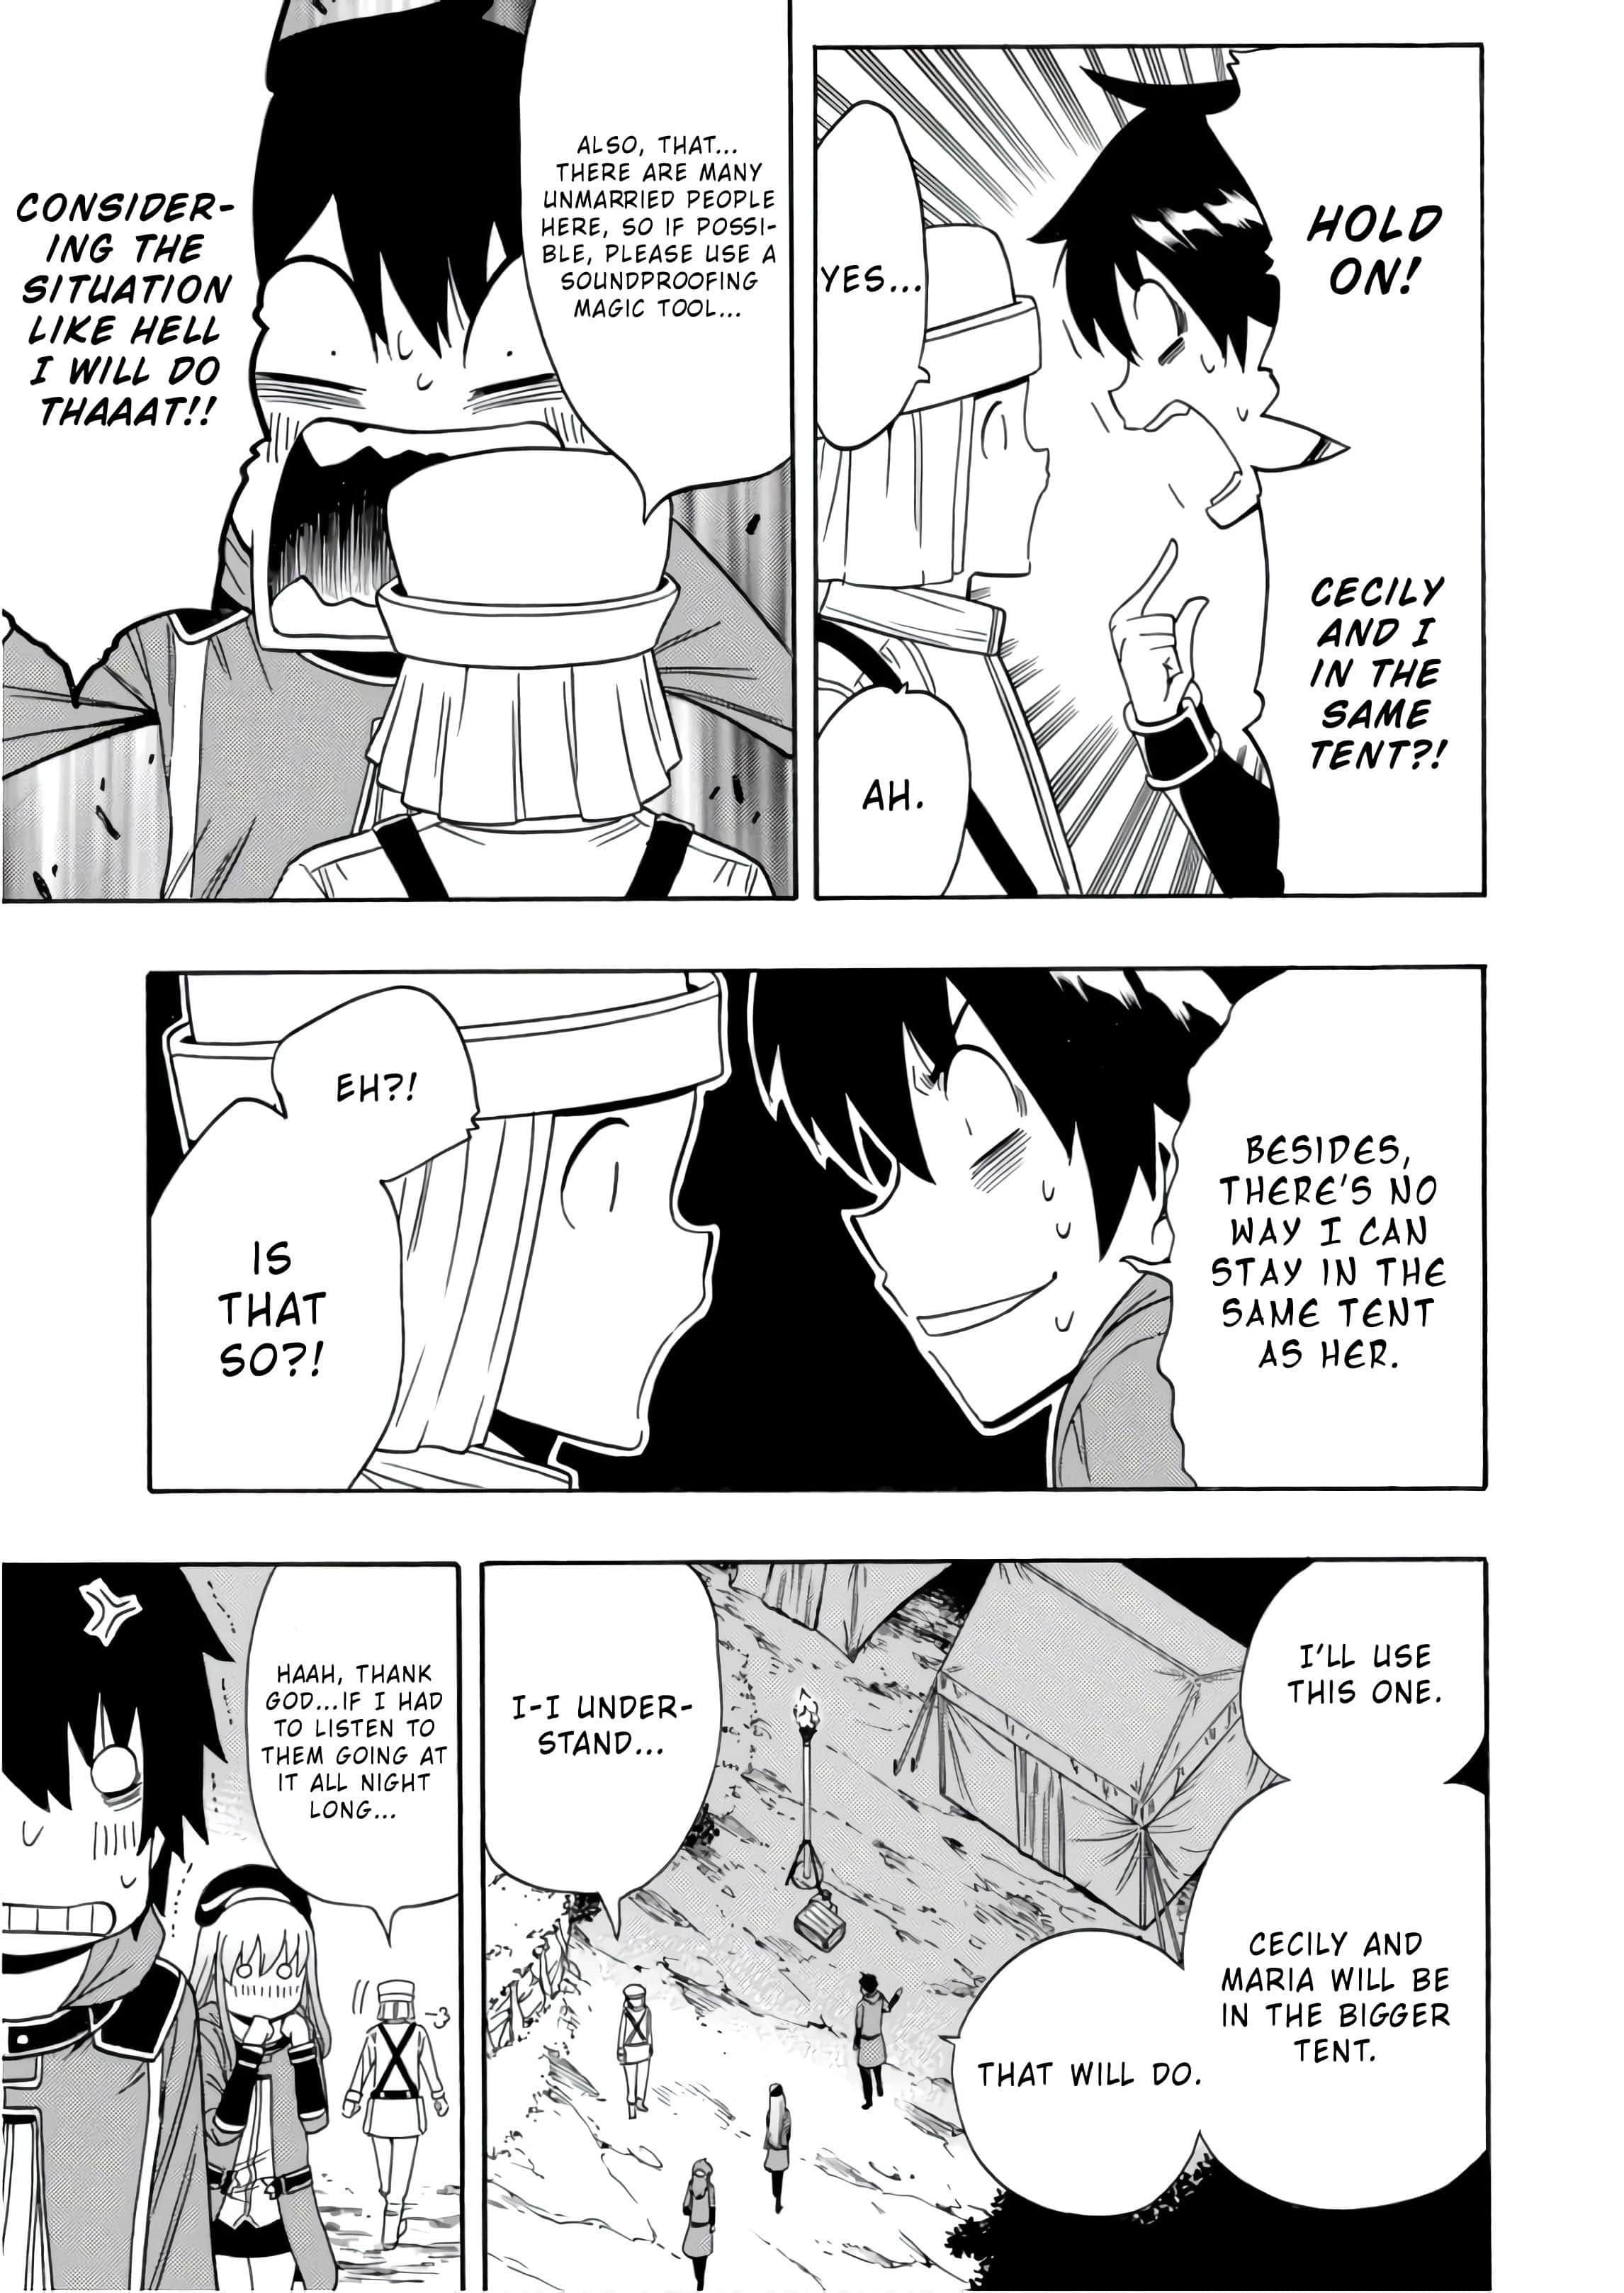 HOLD
ON!
YES...
CECILY
AND I
IN THE
SAME
TENT?!
AH.
ALSO, THAT...
THERE ARE MANY
UNMARRIED PEOPLE
HERE, SO IF POSSI-
BLE, PLEASE USE A
SOUNDPROOFING
MAGIC TOOL...
CONSIDER-
ING THE
SITUATION
LIKE HELL
I WILL DO
THAAAT!!
BESIDES,
THERE'S NO
WAY I CAN
STAY IN THE
SAME TENT
AS HER.
EH?!
IS
THAT
SO?!
I'LL USE
THIS ONE.
CECILY AND
MARIA WILL BE
IN THE BIGGER
TENT.
THAT WILL DO.
I-I UNDER-
STAND...
HAAH, THANK
GOD...IF I HAD
TO LISTEN TO
THEM GOING AT
IT ALL NIGHT
LONG...